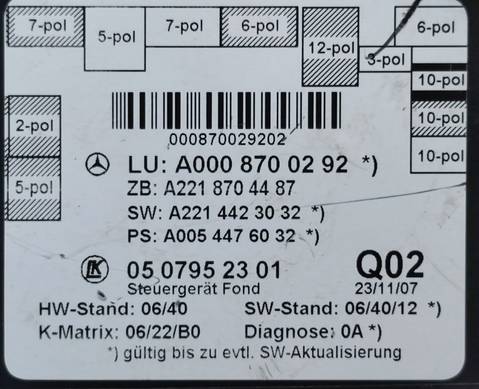 7-pol
5-pol
7-pol
6-pol
12-pol
6-pol
3-pol
10-pol
10-pol
10-pol
2-pol
5-pol
000870029202
LU: A000 870 02 92 *)
ZB: A221 870 44 87
SW: A221 442 30 32 *)
PS: A005 447 60 32 *)
LK 05 0795 23 01 Q02
Steuergerät Fond 23/11/07
HW-Stand: 06/40 SW-Stand: 06/40/12 *)
K-Matrix: 06/22/B0 Diagnose: 0A *)
*) gültig bis zu evtl. SW-Aktualisierung